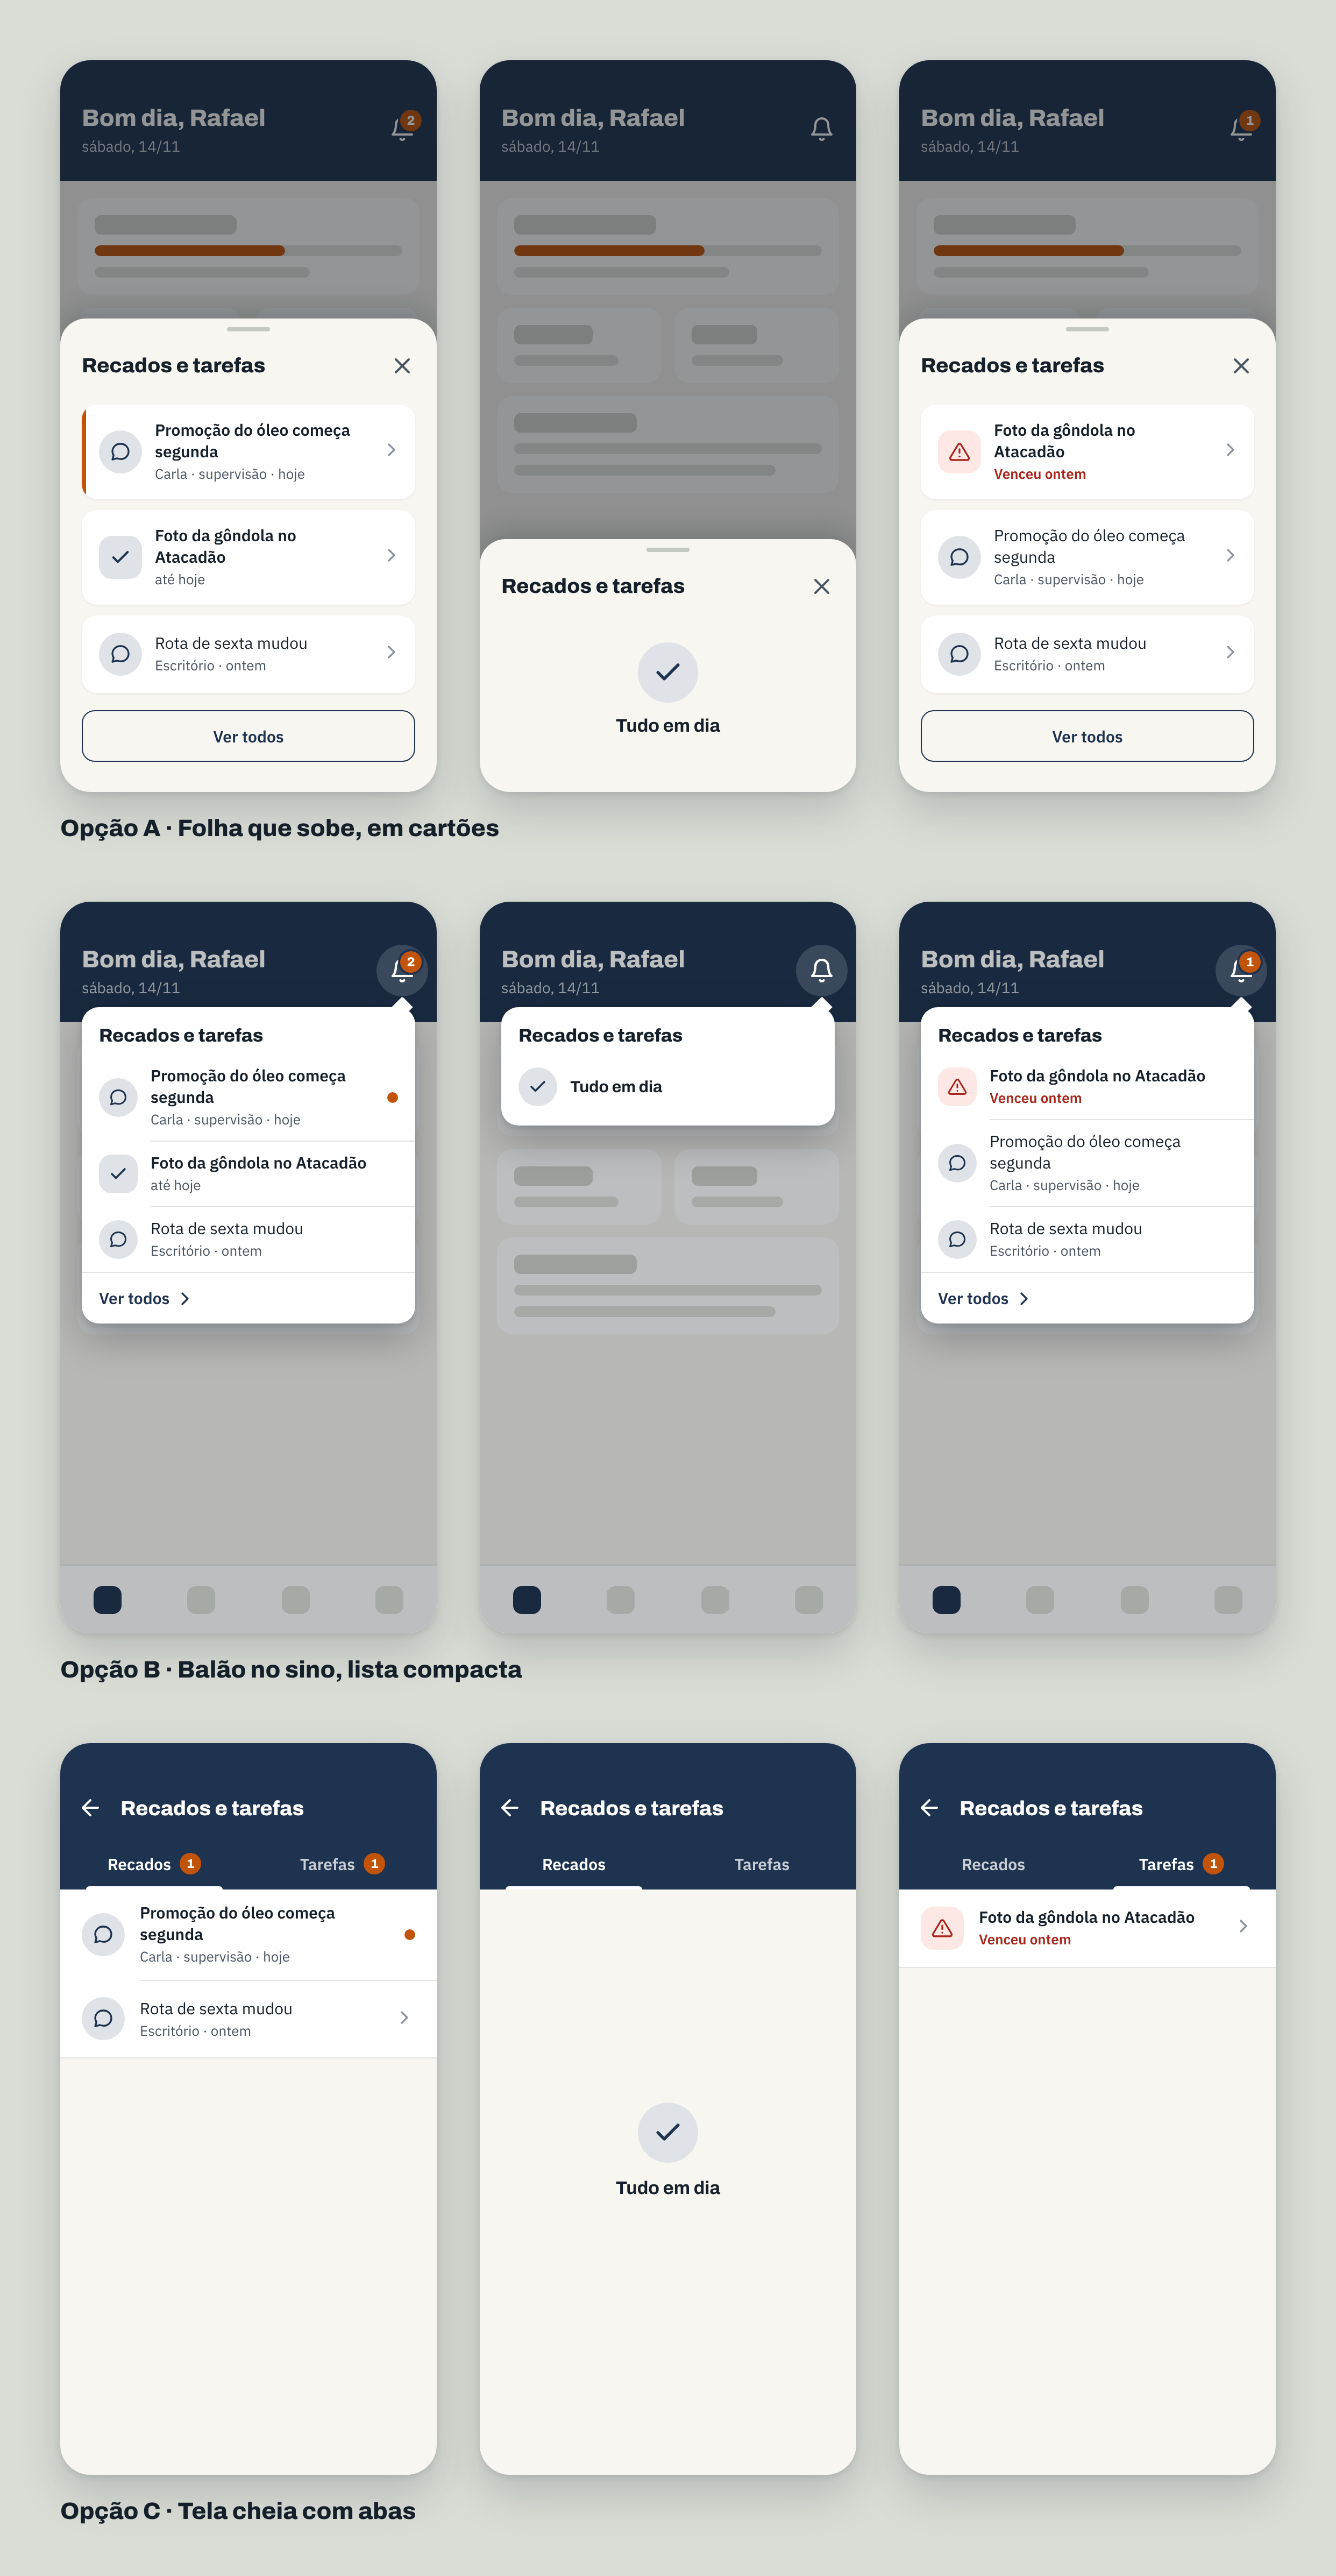 Bom dia, Rafael
sábado, 14/11
2
Recados e tarefas
Promoção do óleo começa
segunda
Carla · supervisão · hoje
Foto da gôndola no
Atacadão
até hoje
Rota de sexta mudou
Escritório · ontem
Ver todos
Bom dia, Rafael
sábado, 14/11
Recados e tarefas
Tudo em dia
Bom dia, Rafael
sábado, 14/11
1
Recados e tarefas
Foto da gôndola no
Atacadão
Venceu ontem
Promoção do óleo começa
segunda
Carla · supervisão · hoje
Rota de sexta mudou
Escritório · ontem
Ver todos
Opção A · Folha que sobe, em cartões
Bom dia, Rafael
sábado, 14/11
2
Recados e tarefas
Promoção do óleo começa
segunda
Carla · supervisão · hoje
Foto da gôndola no Atacadão
até hoje
Rota de sexta mudou
Escritório · ontem
Ver todos
Bom dia, Rafael
sábado, 14/11
Recados e tarefas
Tudo em dia
Bom dia, Rafael
sábado, 14/11
1
Recados e tarefas
Foto da gôndola no Atacadão
Venceu ontem
Promoção do óleo começa
segunda
Carla · supervisão · hoje
Rota de sexta mudou
Escritório · ontem
Ver todos
Opção B · Balão no sino, lista compacta
Recados e tarefas
Recados 1 Tarefas 1
Promoção do óleo começa
segunda
Carla · supervisão · hoje
Rota de sexta mudou
Escritório · ontem
Recados e tarefas
Recados Tarefas
Tudo em dia
Recados e tarefas
Recados Tarefas 1
Foto da gôndola no Atacadão
Venceu ontem
Opção C · Tela cheia com abas